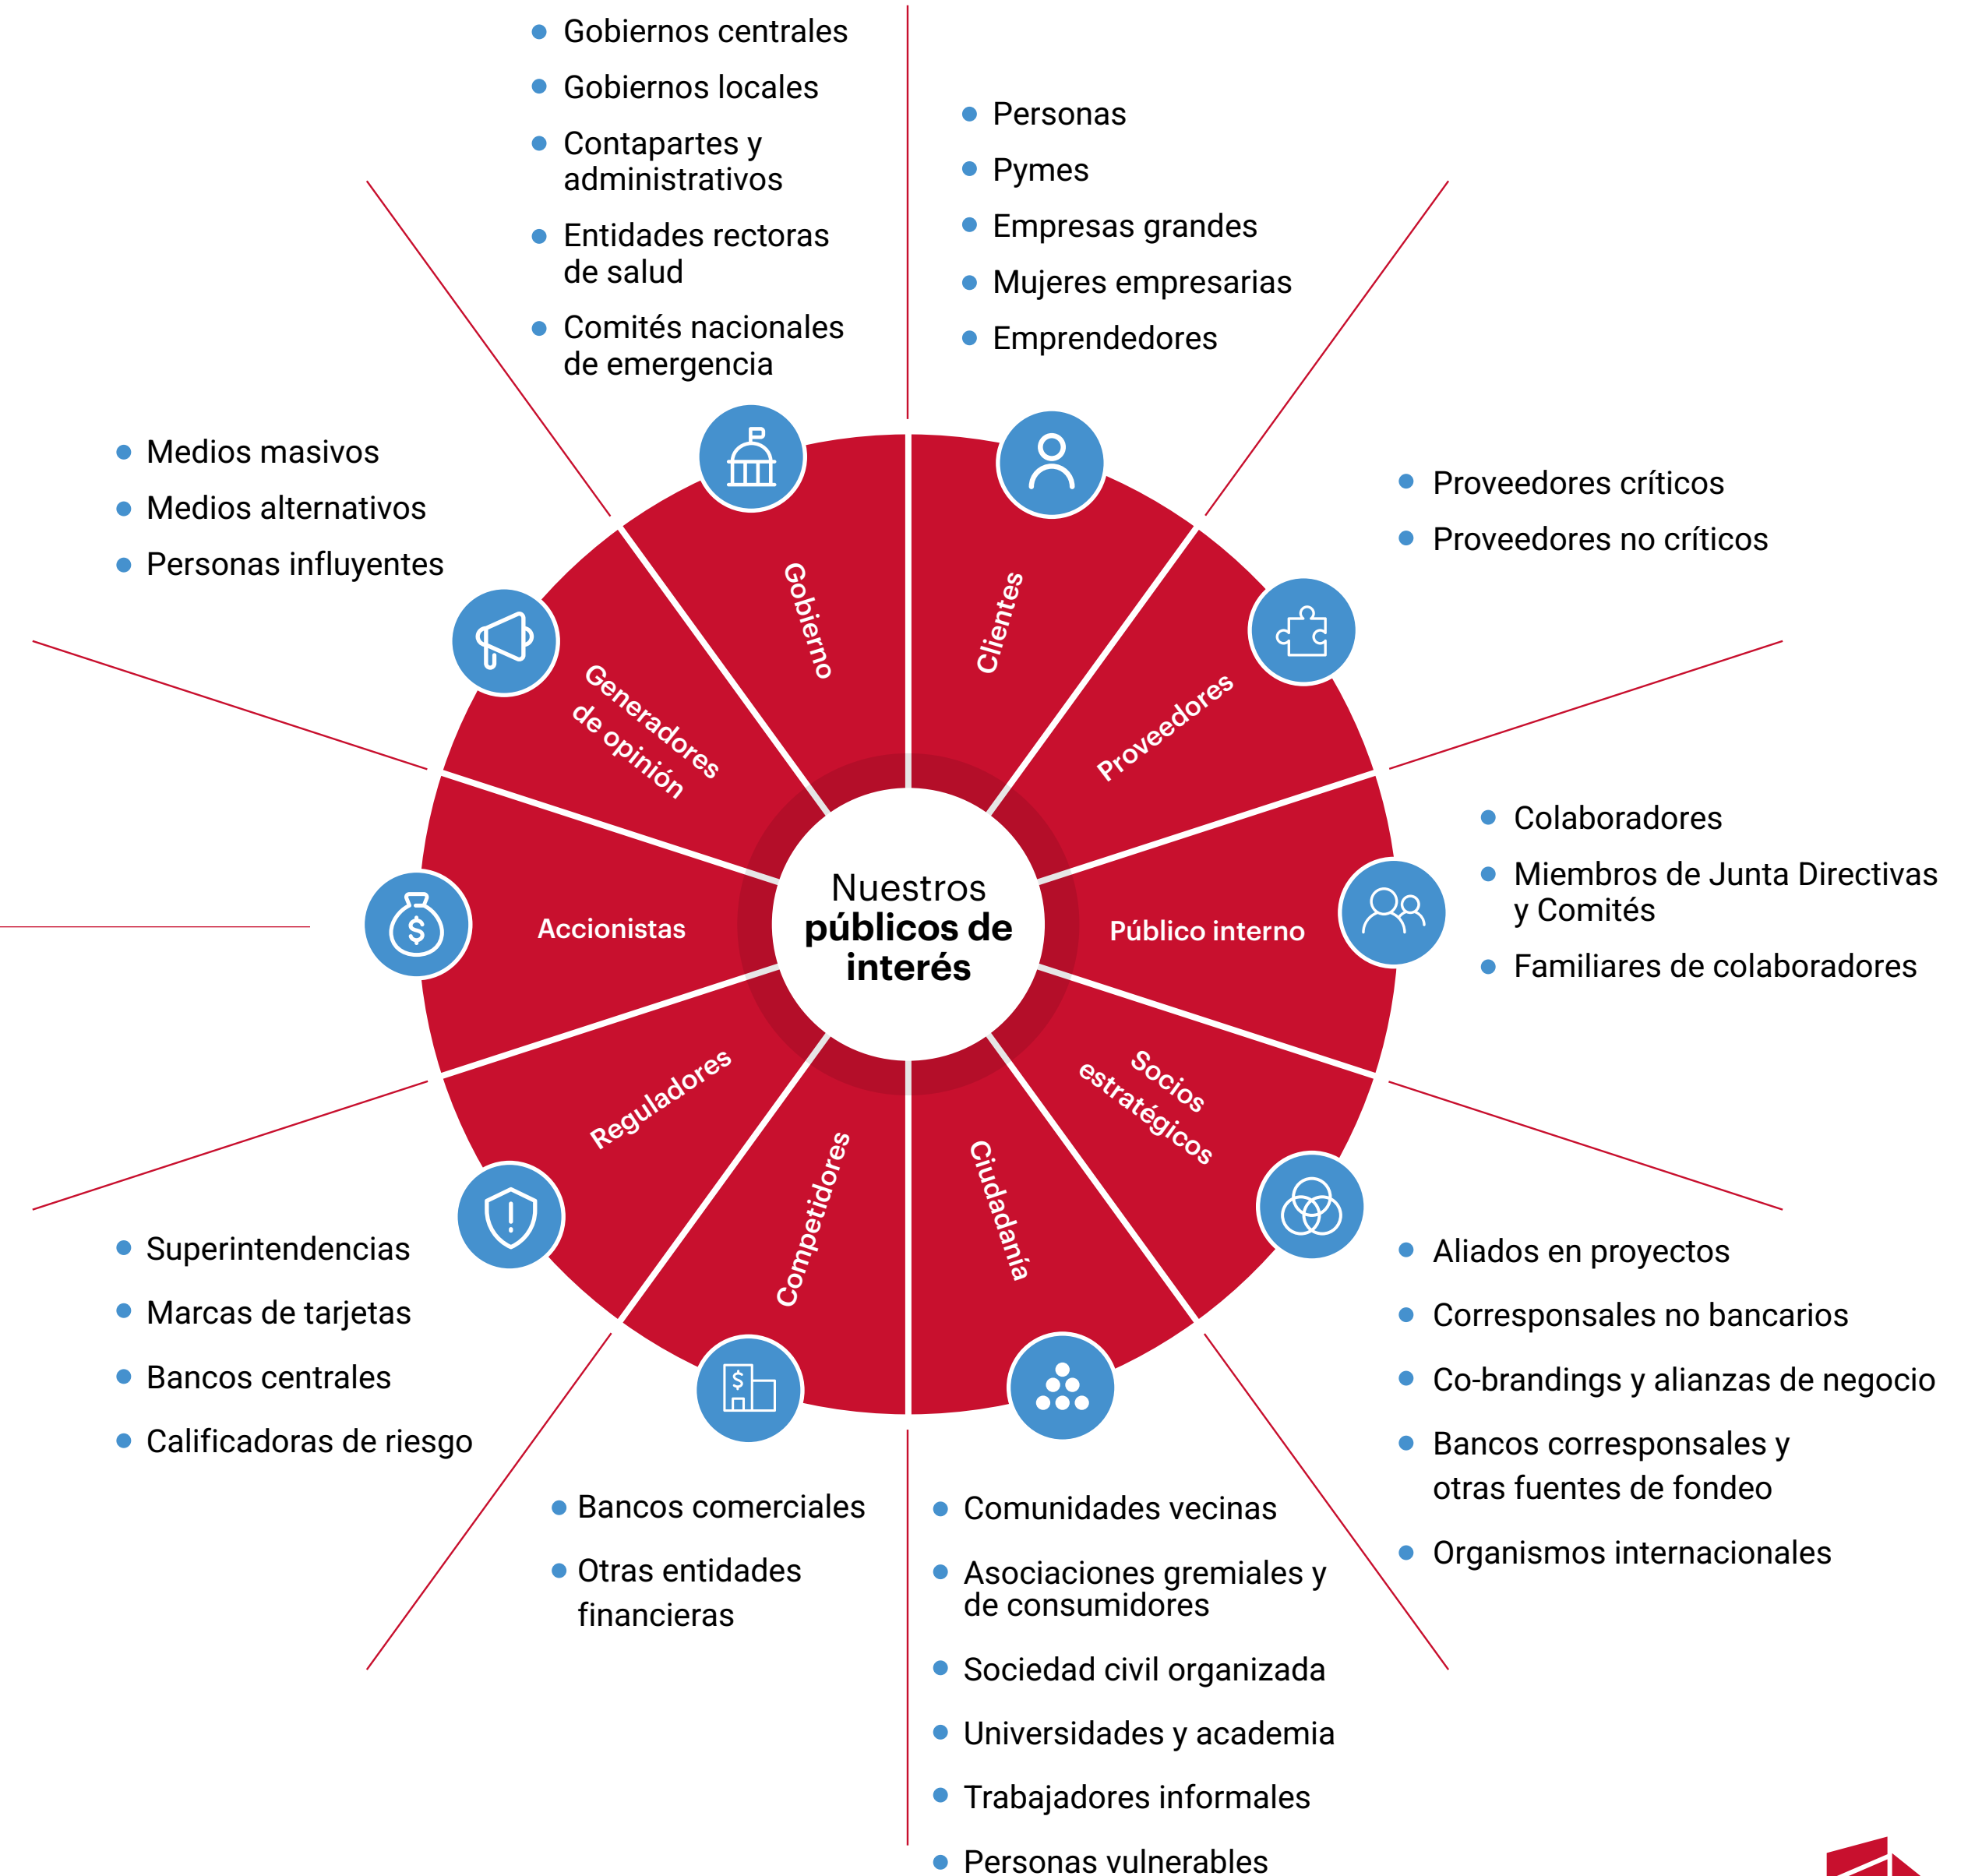 Gobiernos centrales
Gobiernos locales
Contapartes y
administrativos
Entidades rectoras
de salud
Comités nacionales
de emergencia
Personas
Pymes
Empresas grandes
Mujeres empresarias
Emprendedores
Medios masivos
Medios alternativos
Personas influyentes
Proveedores críticos
Proveedores no críticos
Gobierno
Clientes
Generadores
de opinión
Proveedores
Accionistas
Nuestros
públicos de
interés
Público interno
Colaboradores
Miembros de Junta Directivas
y Comités
Familiares de colaboradores
Reguladores
Competidores
Ciudadanía
Socios
estratégicos
Superintendencias
Marcas de tarjetas
Bancos centrales
Calificadoras de riesgo
Aliados en proyectos
Corresponsales no bancarios
Co-brandings y alianzas de negocio
Bancos corresponsales y
otras fuentes de fondeo
Organismos internacionales
Bancos comerciales
Otras entidades
financieras
Comunidades vecinas
Asociaciones gremiales y
de consumidores
Sociedad civil organizada
Universidades y academia
Trabajadores informales
Personas vulnerables